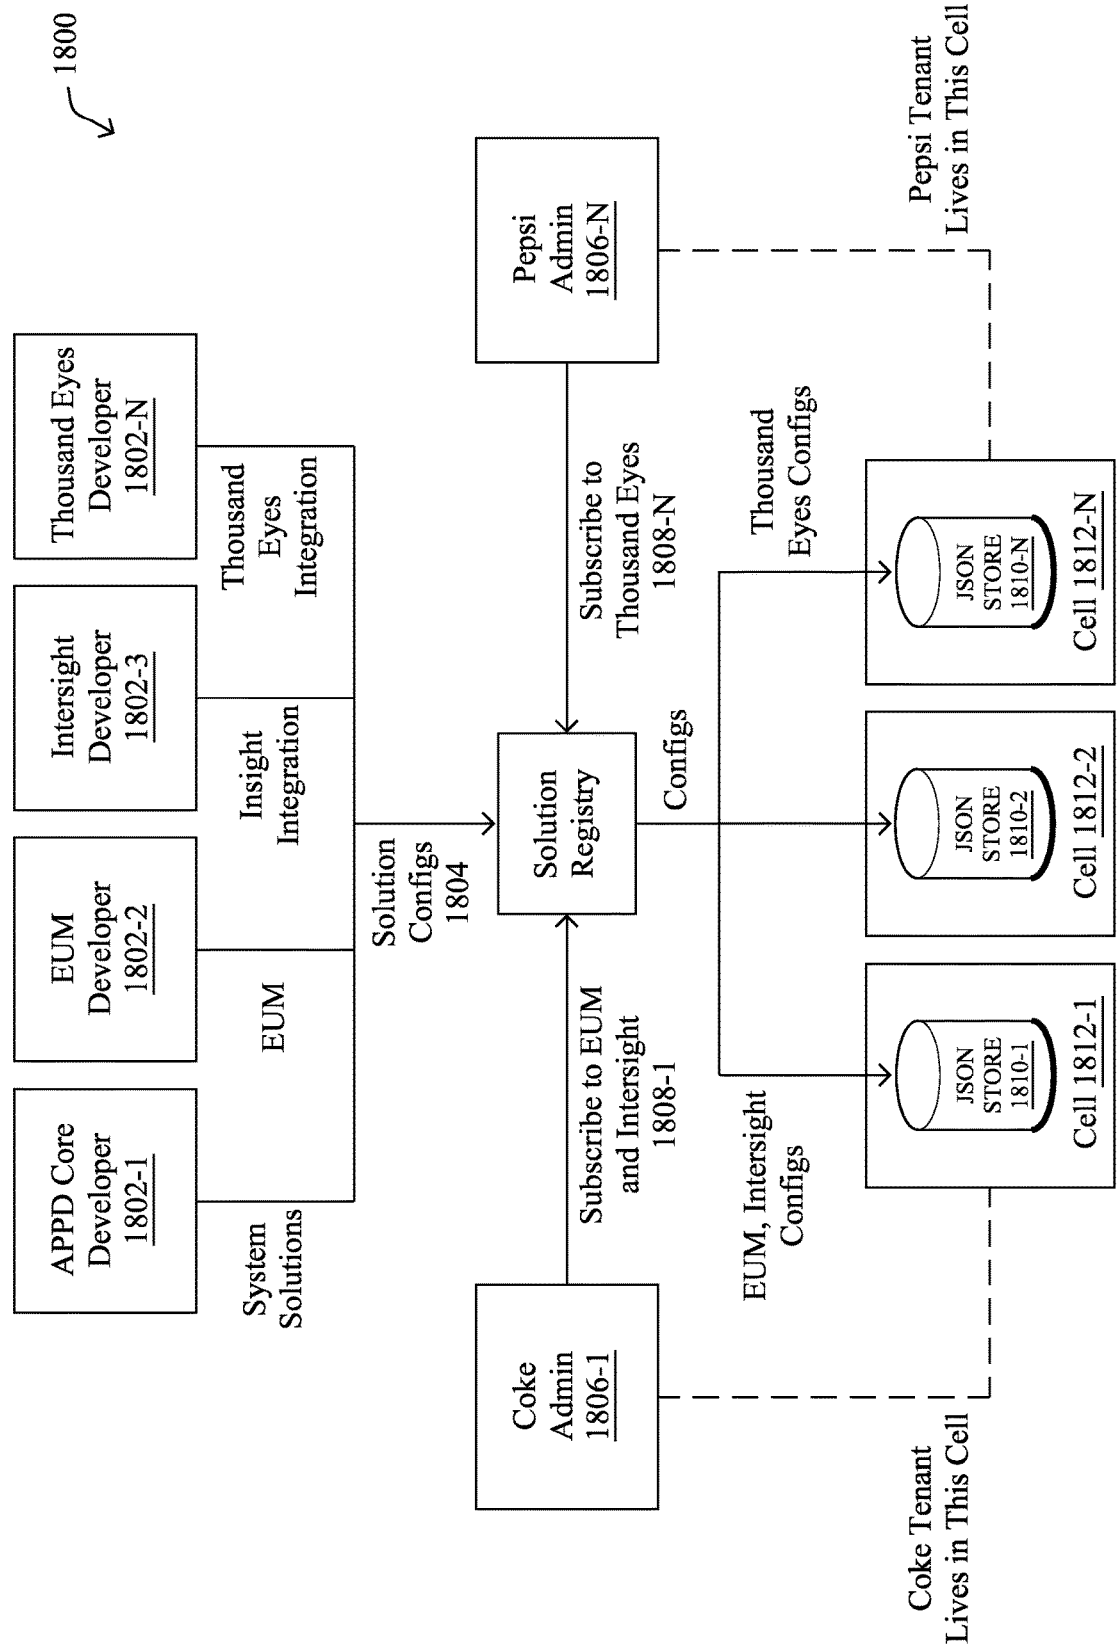 1800
APPD Core
Developer
1802-1
EUM
Developer
1802-2
Intersight
Developer
1802-3
Thousand Eyes
Developer
1802-N
System
Solutions
EUM
Insight
Integration
Thousand
Eyes
Integration
Solution
Configs
1804
Coke
Admin
1806-1
Subscribe to EUM
and Intersight
1808-1
Solution
Registry
Subscribe to
Thousand Eyes
1808-N
Pepsi
Admin
1806-N
Configs
EUM, Intersight
Configs
Thousand
Eyes Configs
Coke Tenant
Lives in This Cell
JSON
STORE
1810-1
Cell 1812-1
JSON
STORE
1810-2
Cell 1812-2
JSON
STORE
1810-N
Cell 1812-N
Pepsi Tenant
Lives in This Cell